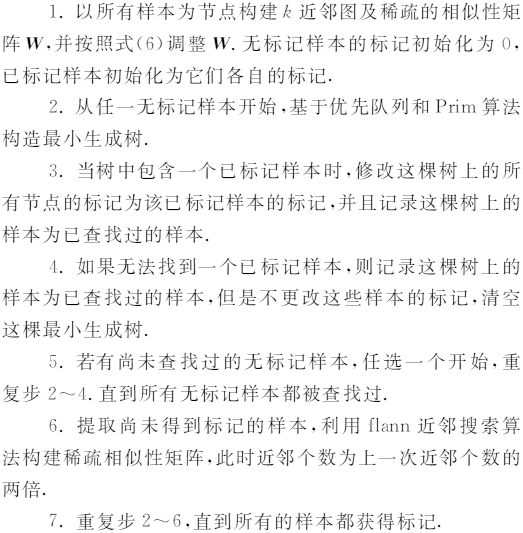 1. 以所有样本为节点构建 k 近邻图及稀疏的相似性矩
阵 W,并按照式(6)调整 W. 无标记样本的标记初始化为 0,
已标记样本初始化为它们各自的标记.
2. 从任一无标记样本开始,基于优先队列和 Prim 算法
构造最小生成树.
3. 当树中包含一个已标记样本时,修改这棵树上的所
有节点的标记为该已标记样本的标记,并且记录这棵树上的
样本为已查找过的样本.
4. 如果无法找到一个已标记样本,则记录这棵树上的
样本为已查找过的样本,但是不更改这些样本的标记,清空
这棵最小生成树.
5. 若有尚未查找过的无标记样本,任选一个开始,重
复步 2～4. 直到所有无标记样本都被查找过.
6. 提取尚未得到标记的样本,利用 flann 近邻搜索算
法构建稀疏相似性矩阵,此时近邻个数为上一次近邻个数的
两倍.
7. 重复步 2～6,直到所有的样本都获得标记.